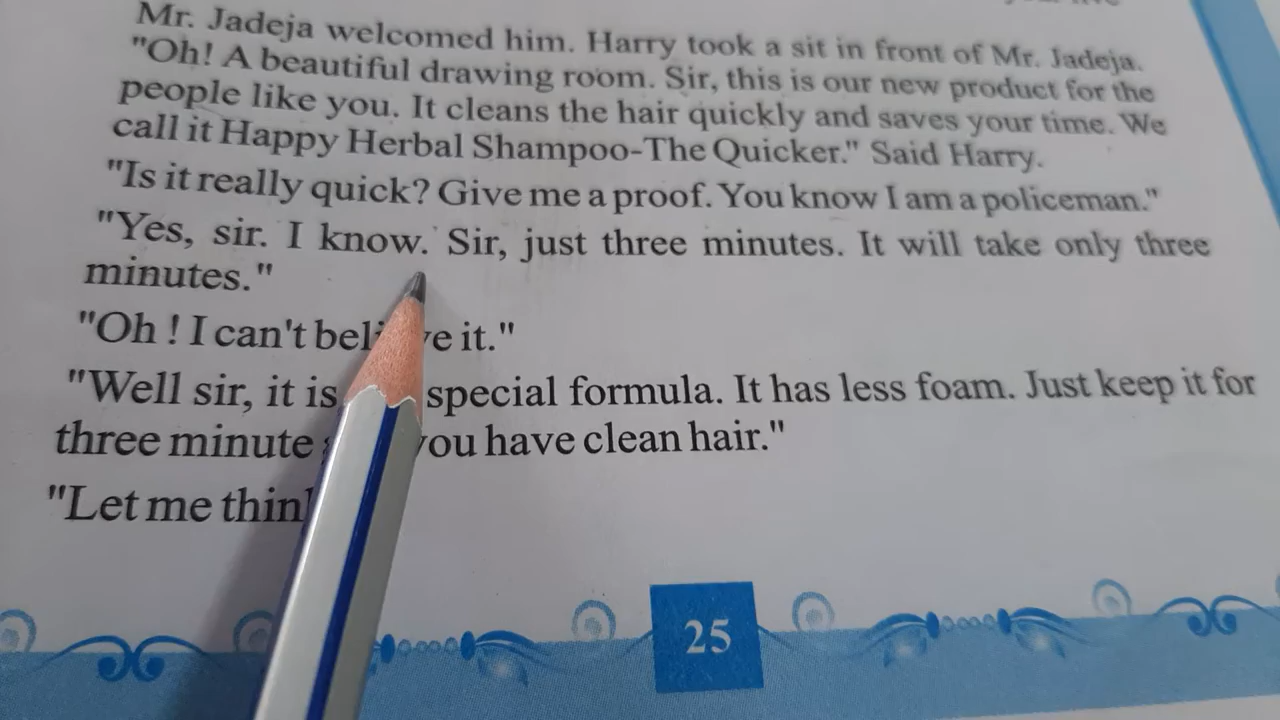 Mr. Jadeja welcomed him. Harry took a sit in front of Mr. Jadeja.
"Oh! A beautiful drawing room. Sir, this is our new product for the
people like you. It cleans the hair quickly and saves your time. We
call it Happy Herbal Shampoo-The Quicker." Said Harry.
"Is it really quick? Give me a proof. You know I am a policeman."
"Yes, sir. I know. Sir, just three minutes. It will take only three
minutes."
"Oh ! I can't believe it."
"Well sir, it is special formula. It has less foam. Just keep it for
three minute you have clean hair."
"Let me think
25